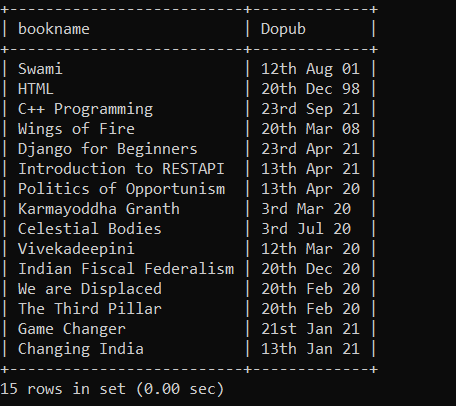 +--------------------------+-------------+
| bookname                 | Dopub       |
+--------------------------+-------------+
| Swami                    | 12th Aug 01 |
| HTML                     | 20th Dec 98 |
| C++ Programming          | 23rd Sep 21 |
| Wings of Fire            | 20th Mar 08 |
| Django for Beginners     | 23rd Apr 21 |
| Introduction to RESTAPI  | 13th Apr 21 |
| Politics of Opportunism  | 13th Apr 20 |
| Karmayoddha Granth       | 3rd Mar 20  |
| Celestial Bodies         | 3rd Jul 20  |
| Vivekadeepini            | 12th Mar 20 |
| Indian Fiscal Federalism | 20th Dec 20 |
| We are Displaced         | 20th Feb 20 |
| The Third Pillar         | 20th Feb 20 |
| Game Changer             | 21st Jan 21 |
| Changing India           | 13th Jan 21 |
+--------------------------+-------------+
15 rows in set (0.00 sec)